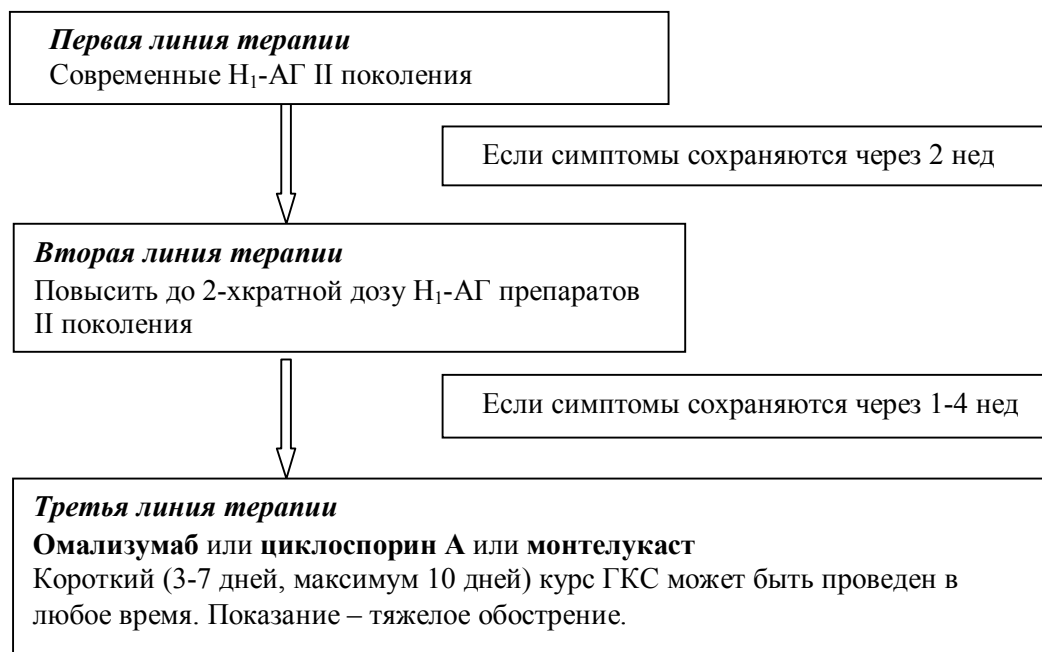 Первая линия терапии
Современные H₁-АГ II поколения
Если симптомы сохраняются через 2 нед
Вторая линия терапии
Повысить до 2-хкратной дозу H₁-АГ препаратов
II поколения
Если симптомы сохраняются через 1-4 нед
Третья линия терапии
Омализумаб или циклоспорин А или монтелукаст
Короткий (3-7 дней, максимум 10 дней) курс ГКС может быть проведен в
любое время. Показание – тяжелое обострение.